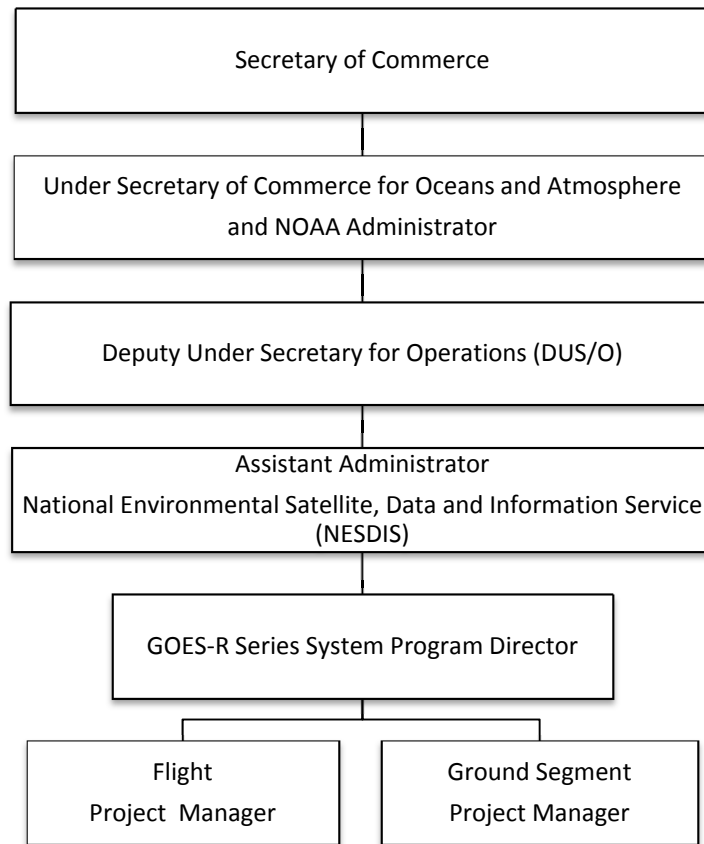 Secretary of Commerce
Under Secretary of Commerce for Oceans and Atmosphere
and NOAA Administrator
Deputy Under Secretary for Operations (DUS/O)
Assistant Administrator
National Environmental Satellite, Data and Information Service
(NESDIS)
GOES-R Series System Program Director
Flight
Project  Manager
Ground Segment
Project Manager